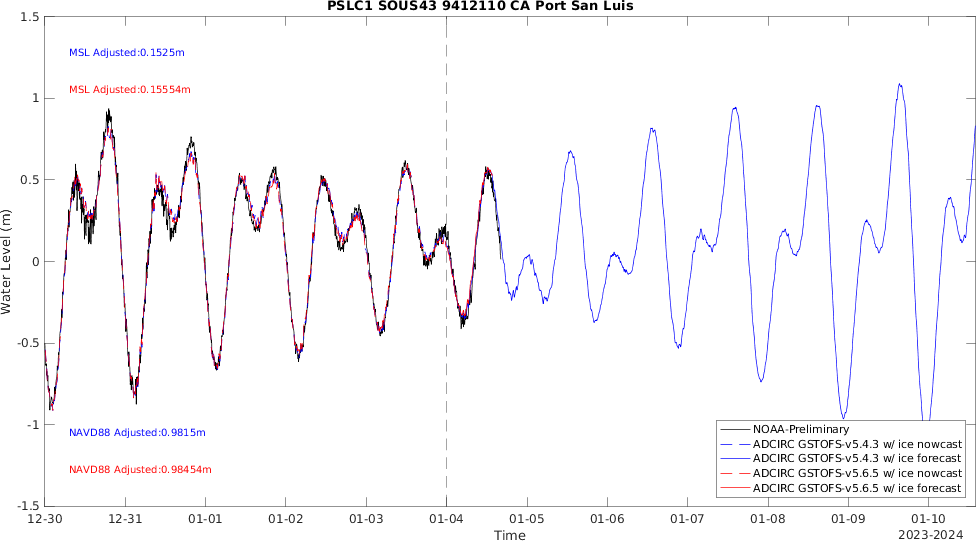 PSLC1 SOUS43 9412110 CA Port San Luis
1.5
1
0.5
0
-0.5
-1
-1.5
Water Level (m)
MSL Adjusted:0.1525m
MSL Adjusted:0.15554m
NAVD88 Adjusted:0.9815m
NAVD88 Adjusted:0.98454m
NOAA-Preliminary
ADCIRC GSTOFS-v5.4.3 w/ ice nowcast
ADCIRC GSTOFS-v5.4.3 w/ ice forecast
ADCIRC GSTOFS-v5.6.5 w/ ice nowcast
ADCIRC GSTOFS-v5.6.5 w/ ice forecast
12-30 12-31 01-01 01-02 01-03 01-04 01-05 01-06 01-07 01-08 01-09 01-10
Time
2023-2024